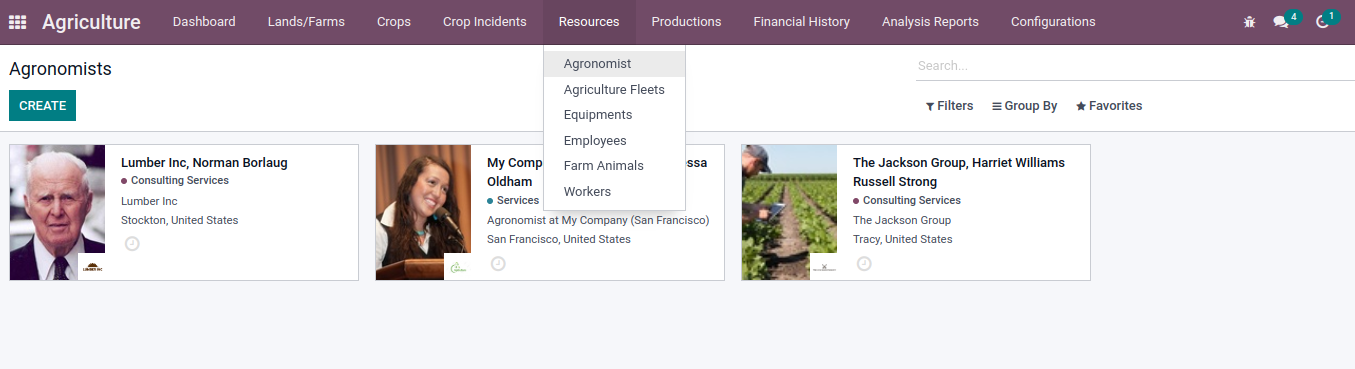 Agriculture Dashboard Lands/Farms Crops Crop Incidents Resources Productions Financial History Analysis Reports Configurations 4 1
Agronomists
Search...
CREATE
Filters Group By Favorites
Agronomist
Agriculture Fleets
Equipments
Employees
Farm Animals
Workers
Lumber Inc, Norman Borlaug
Consulting Services
Lumber Inc
Stockton, United States
LUMBER INC
My Comp essa
Oldham
Services
Agronomist at My Company (San Francisco)
San Francisco, United States
The Jackson Group, Harriet Williams
Russell Strong
Consulting Services
The Jackson Group
Tracy, United States